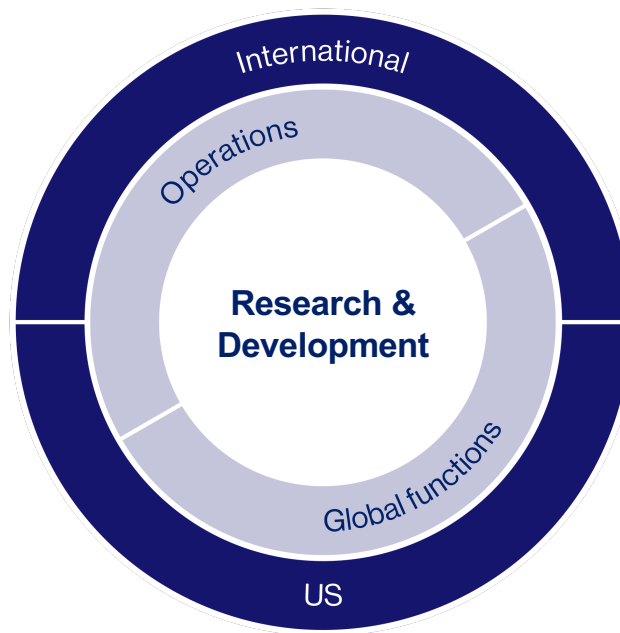 International
Operations
Research &
Development
Global functions
US